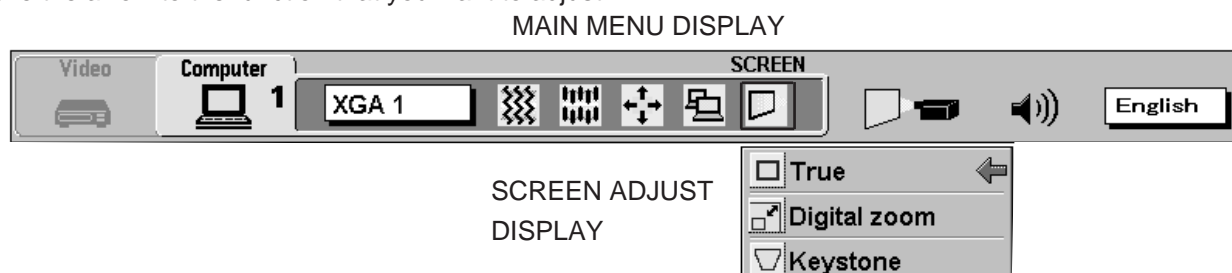 MAIN MENU DISPLAY
SCREEN
Video
Computer
1
XGA 1
English
SCREEN ADJUST
DISPLAY
True
Digital zoom
Keystone